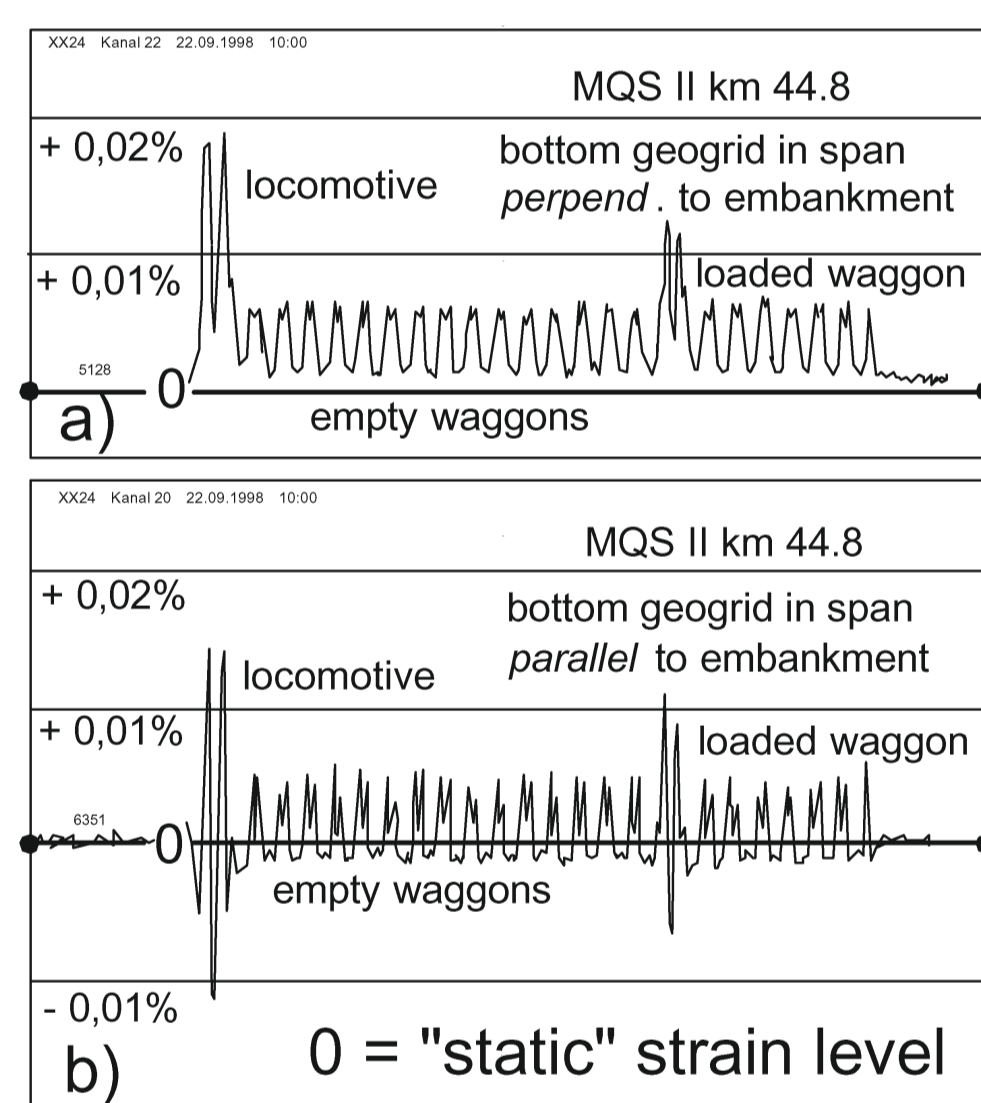 XX24 Kanal 22 22.09.1998 10:00
MQS II km 44.8
+ 0,02%
bottom geogrid in span
locomotive
perpend . to embankment
+ 0,01%
loaded waggon
5128
0
a)
empty waggons
XX24 Kanal 20 22.09.1998 10:00
MQS II km 44.8
+ 0,02%
bottom geogrid in span
locomotive
parallel to embankment
+ 0,01%
loaded waggon
6351
0
empty waggons
- 0,01%
b)
0 = "static" strain level